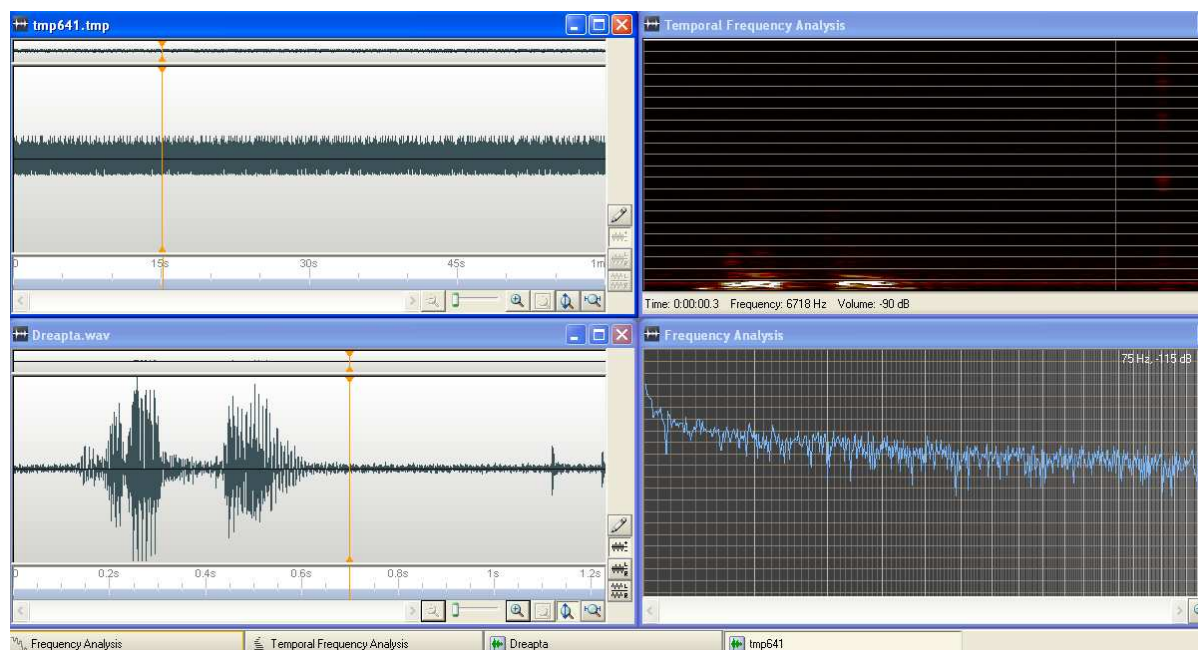 tmp641.tmp
0
15s
30s
45s
1m
Temporal Frequency Analysis
Time: 0:00:00.3 Frequency: 6718 Hz Volume: -90 dB
Dreapta.wav
0
0.2s
0.4s
0.6s
0.8s
1s
1.2s
Frequency Analysis
75 Hz, -115 dB
Frequency Analysis
Temporal Frequency Analysis
Dreapta
tmp641